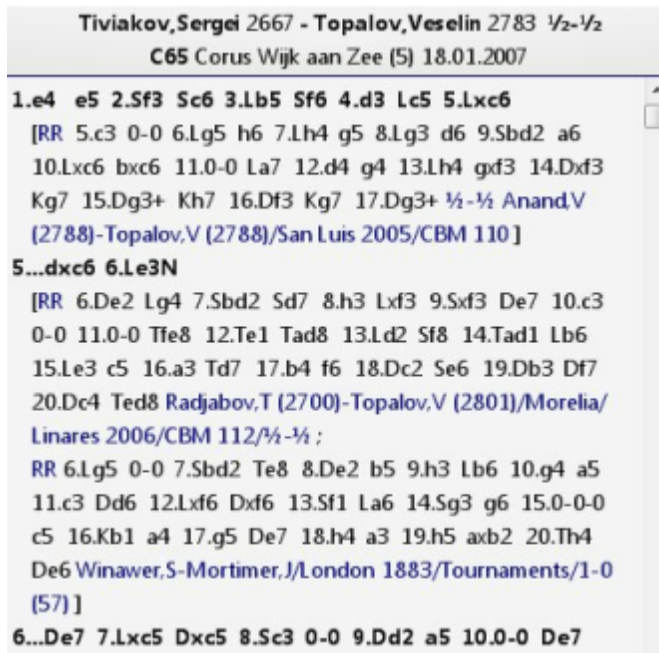 Tiviakov,Sergei 2667 - Topalov,Veselin 2783 ½-½
C65 Corus Wijk aan Zee (5) 18.01.2007
1.e4 e5 2.Sf3 Sc6 3.Lb5 Sf6 4.d3 Lc5 5.Lxc6
[RR 5.c3 0-0 6.Lg5 h6 7.Lh4 g5 8.Lg3 d6 9.Sbd2 a6
10.Lxc6 bxc6 11.0-0 La7 12.d4 g4 13.Lh4 gxf3 14.Dxf3
Kg7 15.Dg3+ Kh7 16.Df3 Kg7 17.Dg3+ ½-½ Anand,V
(2788)-Topalov,V (2788)/San Luis 2005/CBM 110 ]
5...dxc6 6.Le3N
[RR 6.De2 Lg4 7.Sbd2 Sd7 8.h3 Lxf3 9.Sxf3 De7 10.c3
0-0 11.0-0 Tfe8 12.Te1 Tad8 13.Ld2 Sf8 14.Tad1 Lb6
15.Le3 c5 16.a3 Td7 17.b4 f6 18.Dc2 Se6 19.Db3 Df7
20.Dc4 Ted8 Radjabov,T (2700)-Topalov,V (2801)/Morelia/
Linares 2006/CBM 112/½-½ ;
RR 6.Lg5 0-0 7.Sbd2 Te8 8.De2 b5 9.h3 Lb6 10.g4 a5
11.c3 Dd6 12.Lxf6 Dxf6 13.Sf1 La6 14.Sg3 g6 15.0-0-0
c5 16.Kb1 a4 17.g5 De7 18.h4 a3 19.h5 axb2 20.Th4
De6 Winawer,S-Mortimer,J/London 1883/Tournaments/1-0
(57) ]
6...De7 7.Lxc5 Dxc5 8.Sc3 0-0 9.Dd2 a5 10.0-0 De7